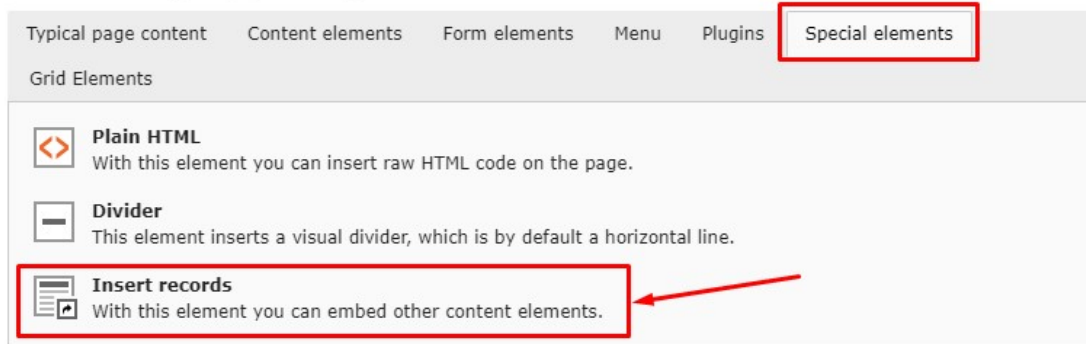 Typical page content Content elements Form elements Menu Plugins Special elements
Grid Elements
Plain HTML
With this element you can insert raw HTML code on the page.
Divider
This element inserts a visual divider, which is by default a horizontal line.
Insert records
With this element you can embed other content elements.